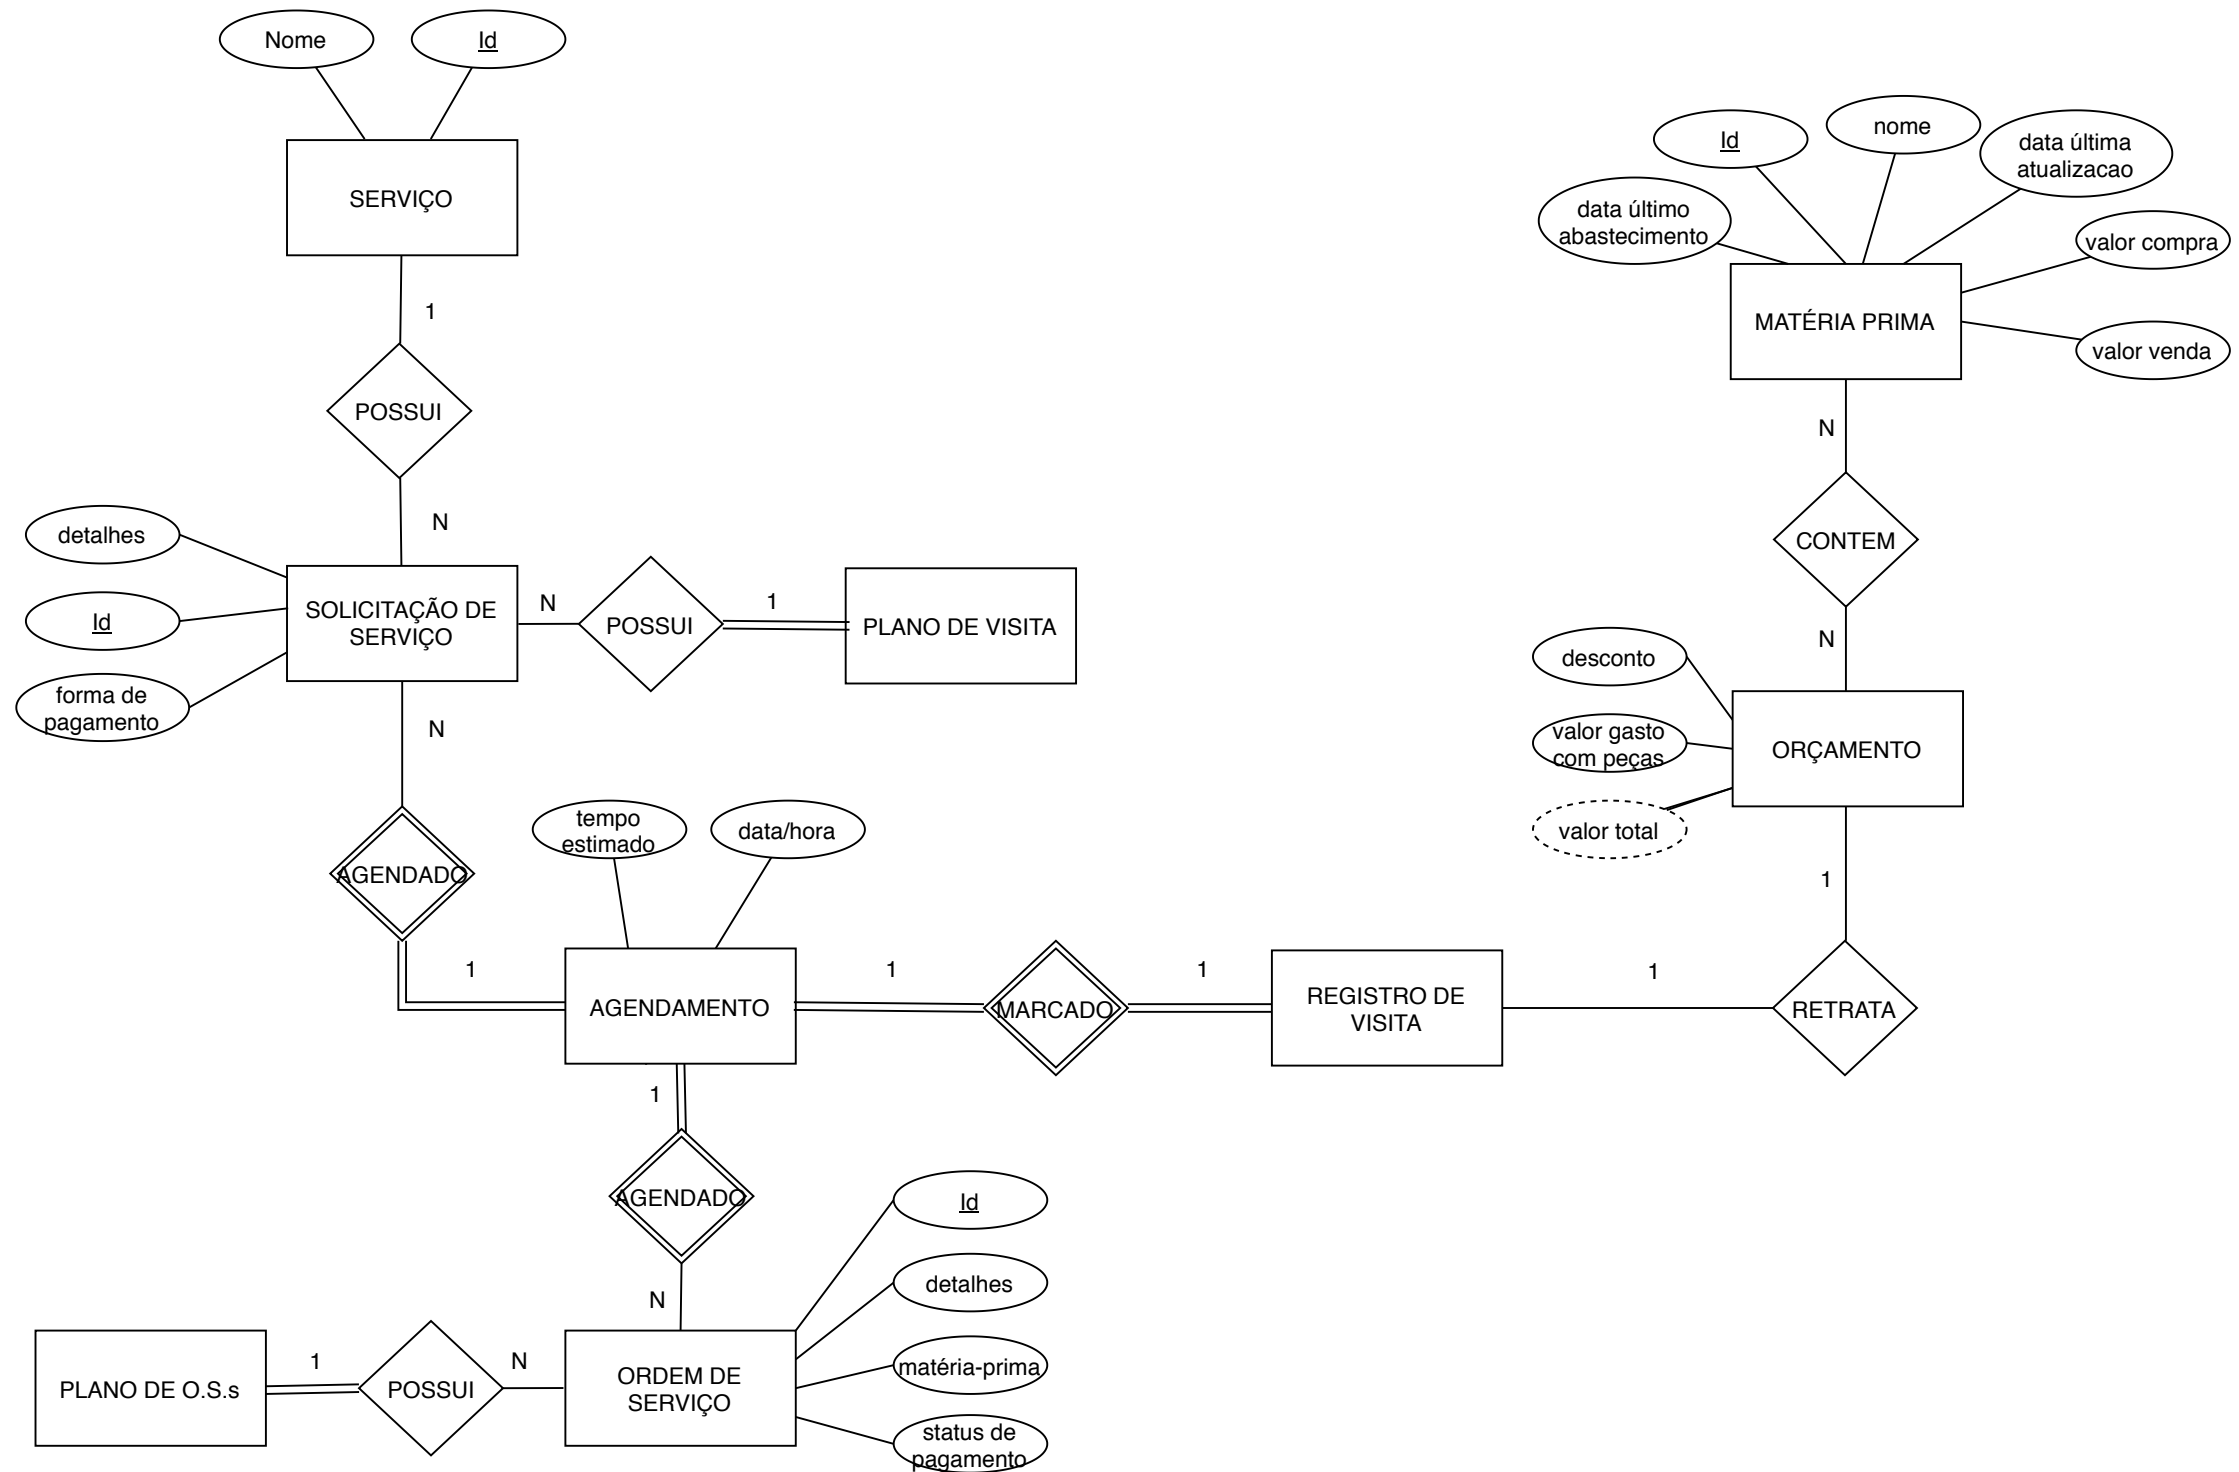 Nome
Id
SERVIÇO
1
POSSUI
N
detalhes
Id
forma de
pagamento
SOLICITAÇÃO DE
SERVIÇO
N
POSSUI
1
PLANO DE VISITA
N
AGENDADO
1
tempo
estimado
data/hora
AGENDAMENTO
1
MARCADO
1
REGISTRO DE
VISITA
1
RETRATA
1
ORÇAMENTO
desconto
valor gasto
com peças
valor total
N
CONTEM
N
MATÉRIA PRIMA
data último
abastecimento
Id
nome
data última
atualizacao
valor compra
valor venda
1
AGENDADO
N
ORDEM DE
SERVIÇO
Id
detalhes
matéria-prima
status de
pagamento
N
POSSUI
1
PLANO DE O.S.s